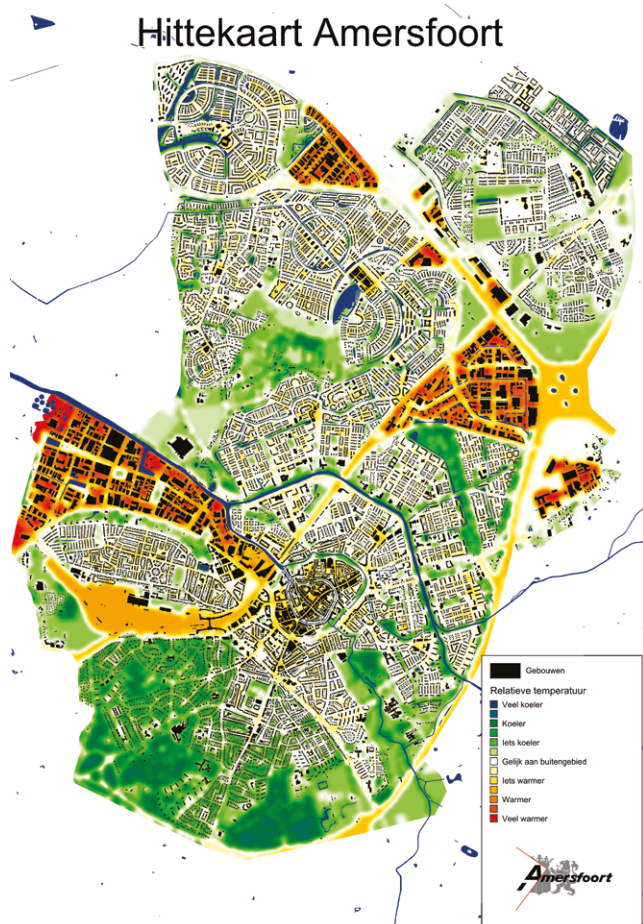 Hittekaart Amersfoort
Gebouwen
Relatieve temperatuur
Veel koeler
Koeler
Iets koeler
Gelijk aan buitengebied
Iets warmer
Warmer
Veel warmer
Amersfoort